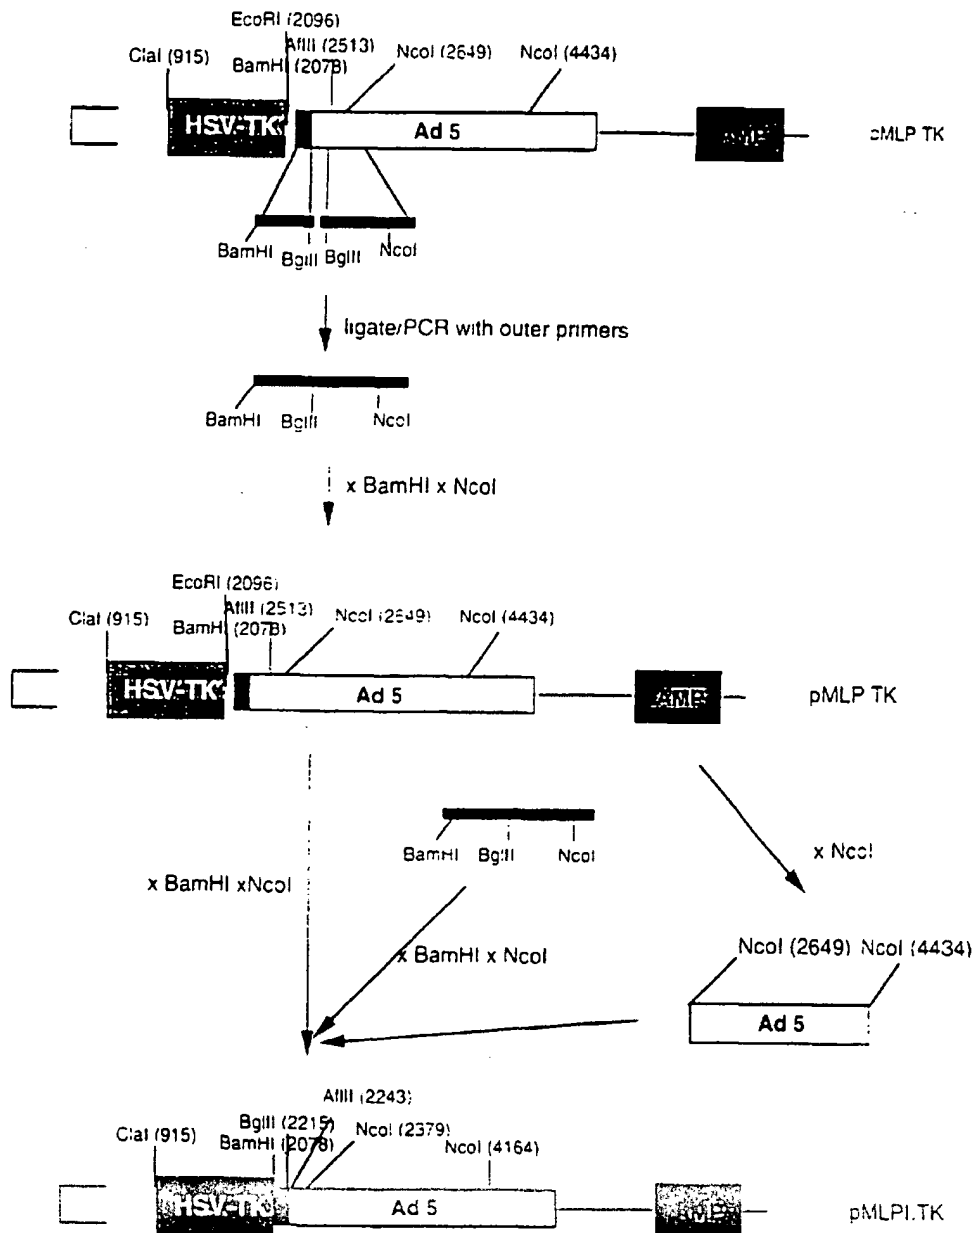 EcoRI (2096)
AflII (2513)
ClaI (915)
BamHI (2078)
NcoI (2649)
NcoI (4434)
HSV-TK
Ad 5
AMP
pMLP TK
BamHI
BglII
BglII
NcoI
ligate/PCR with outer primers
BamHI
BglII
NcoI
x BamHI x NcoI
EcoRI (2096)
AflII (2513)
ClaI (915)
BamHI (2078)
NcoI (2649)
NcoI (4434)
HSV-TK
Ad 5
AMP
pMLP TK
BamHI
BglII
NcoI
x NcoI
x BamHI xNcoI
x BamHI x NcoI
NcoI (2649) NcoI (4434)
Ad 5
AflII (2243)
BglII (2215)
ClaI (915)
BamHI (2078)
NcoI (2379)
NcoI (4164)
HSV-TK
Ad 5
AMP
pMLPI.TK